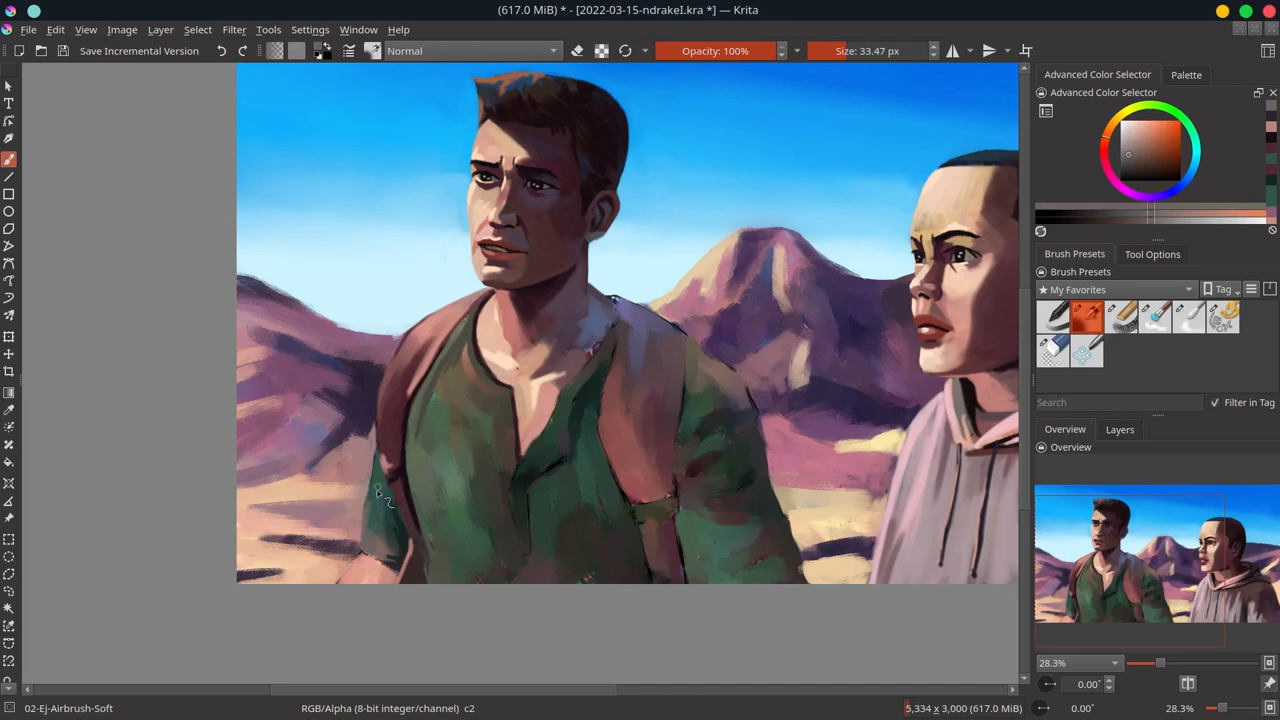 (617.0 MiB) * - [2022-03-15-ndrakeI.kra *] — Krita
File Edit View Image Layer Select Filter Tools Settings Window Help
Save Incremental Version Normal Opacity: 100% Size: 33.47 px
Advanced Color Selector Palette
Advanced Color Selector
Brush Presets Tool Options
Brush Presets
★ My Favorites Tag
Search Filter in Tag
Overview Layers
Overview
28.3%
0.00°
02-Ej-Airbrush-Soft RGB/Alpha (8-bit integer/channel) c2 5,334 x 3,000 (617.0 MiB) 0.00° 28.3%